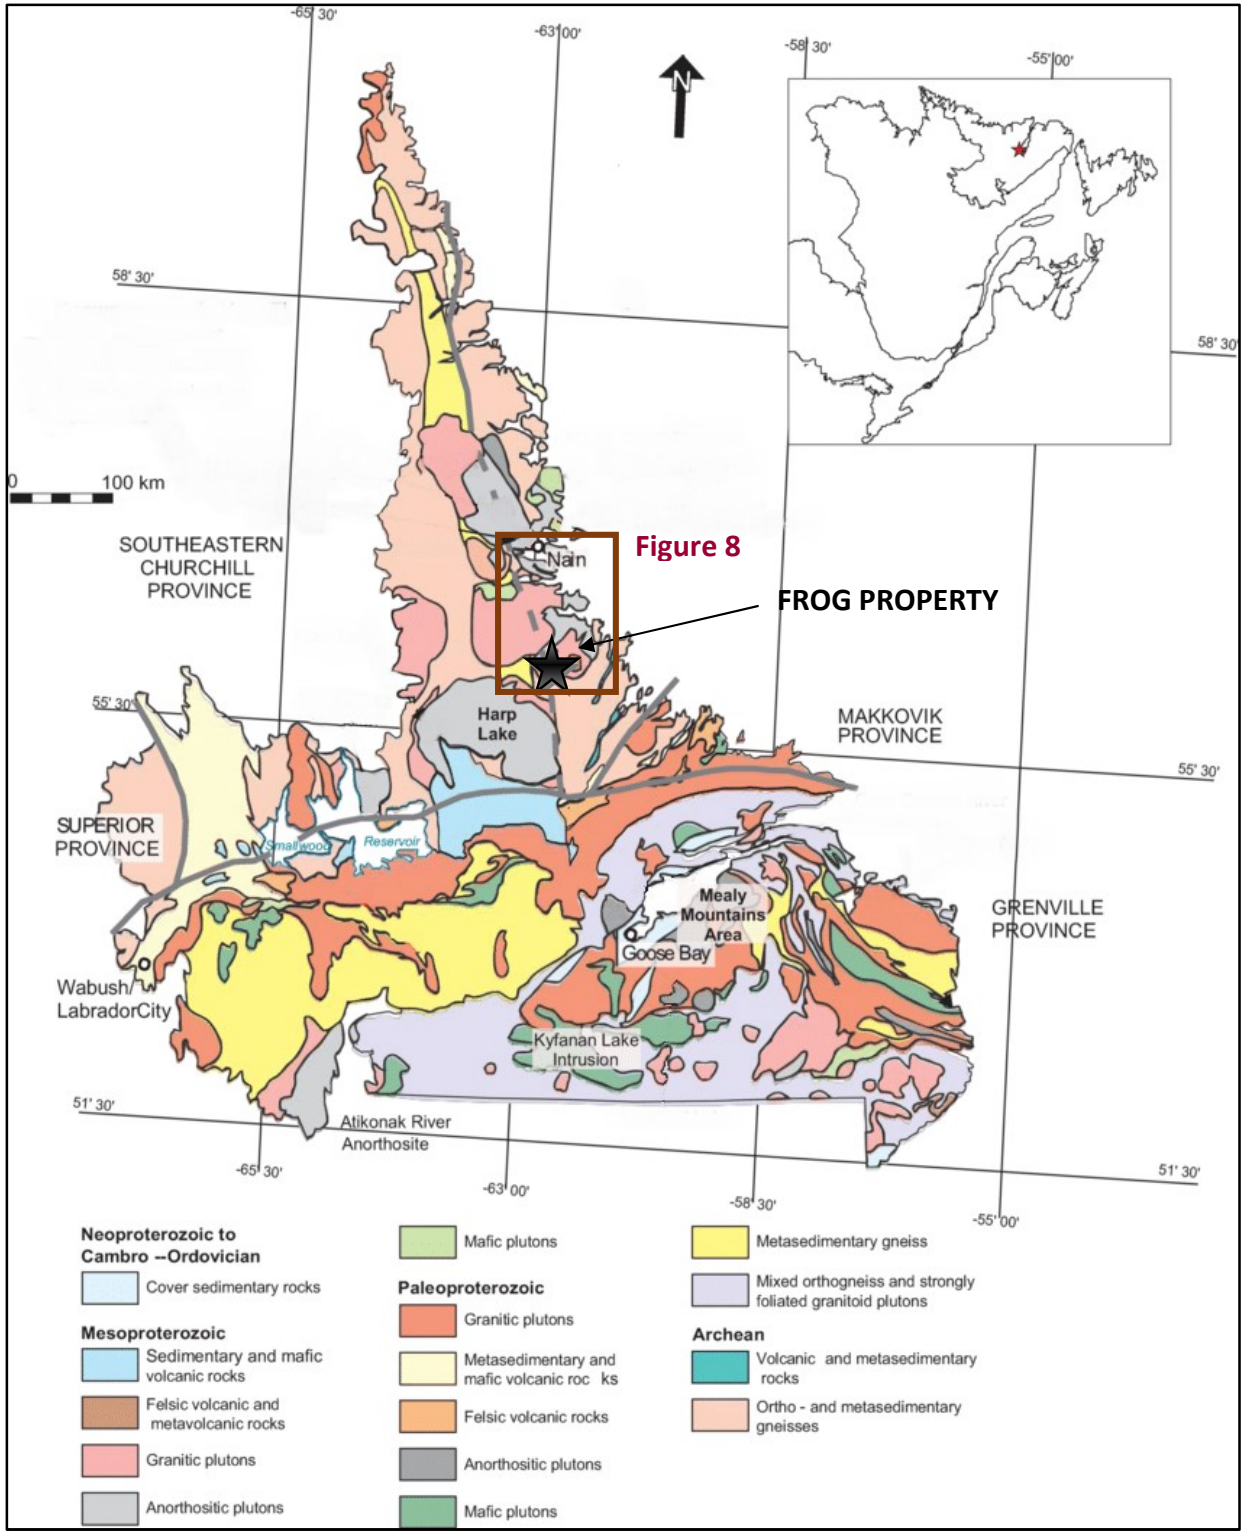 -65' 30'
-63' 00'
-58' 30'
-55' 00'
N
58' 30'
58' 30'
0 100 km
SOUTHEASTERN
CHURCHILL
PROVINCE
Figure 8
Nain
FROG PROPERTY
55' 30'
Harp
Lake
MAKKOVIK
PROVINCE
55' 30'
SUPERIOR
PROVINCE
Smallwood Reservoir
Mealy
Mountains
Area
GRENVILLE
PROVINCE
Goose Bay
Wabush/
LabradorCity
Kyfanan Lake
Intrusion
51' 30'
Atikonak River
Anorthosite
-65' 30'
-63' 00'
-58' 30'
-55' 00'
51' 30'
Neoproterozoic to
Cambro --Ordovician
Cover sedimentary rocks
Mesoproterozoic
Sedimentary and mafic
volcanic rocks
Felsic volcanic and
metavolcanic rocks
Granitic plutons
Anorthositic plutons
Mafic plutons
Paleoproterozoic
Granitic plutons
Metasedimentary and
mafic volcanic roc ks
Felsic volcanic rocks
Anorthositic plutons
Mafic plutons
Metasedimentary gneiss
Mixed orthogneiss and strongly
foliated granitoid plutons
Archean
Volcanic and metasedimentary
rocks
Ortho - and metasedimentary
gneisses